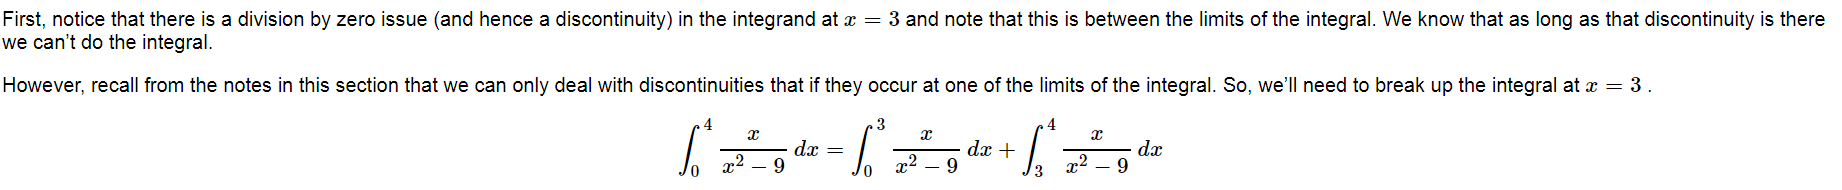 First, notice that there is a division by zero issue (and hence a discontinuity) in the integrand at x = 3 and note that this is between the limits of the integral. We know that as long as that discontinuity is there
we can't do the integral.
However, recall from the notes in this section that we can only deal with discontinuities that if they occur at one of the limits of the integral. So, we'll need to break up the integral at x = 3 .
∫₀⁴ x/(x² − 9) dx = ∫₀³ x/(x² − 9) dx + ∫₃⁴ x/(x² − 9) dx